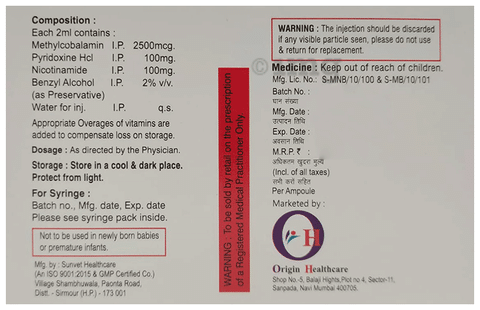 Composition :
Each 2ml contains :
Methylcobalamin I.P. 2500mcg.
Pyridoxine Hcl I.P. 100mg.
Nicotinamide I.P. 100mg.
Benzyl Alcohol I.P. 2% v/v.
(as Preservative)
Water for inj. I.P. q.s.
Appropriate Overages of vitamins are
added to compensate loss on storage.
Dosage : As directed by the Physician.
Storage : Store in a cool & dark place.
Protect from light.
For Syringe :
Batch no., Mfg. date, Exp. date
Please see syringe pack inside.
Not to be used in newly born babies
or premature infants.
Mfg. by : Sunvet Healthcare
(An ISO 9001:2015 & GMP Certified Co.)
Village Shambhuwala, Paonta Road,
Distt. - Sirmour (H.P.) - 173 001
WARNING - To be sold by retail on the prescription
of a Registered Medical Practitioner Only.
WARNING : The injection should be discarded
if any visible particle seen, please do not use
& return for replacement.
Medicine : Keep out of reach of children.
Mfg. Lic. No.: S-MNB/10/100 & S-MB/10/101
Batch No. :
घान संख्या
Mfg. Date :
उत्पादन तिथि
Exp. Date :
अवसान तिथि
M.R.P. ₹ :
अधिकतम खुदरा मूल्य
(Incl. of all taxes)
सभी करों सहित
Per Ampoule
Marketed by :
OH
Origin Healthcare
Shop No.-5, Balaji Hights,Plot no 4, Sector-11,
Sanpada, Navi Mumbai 400705.